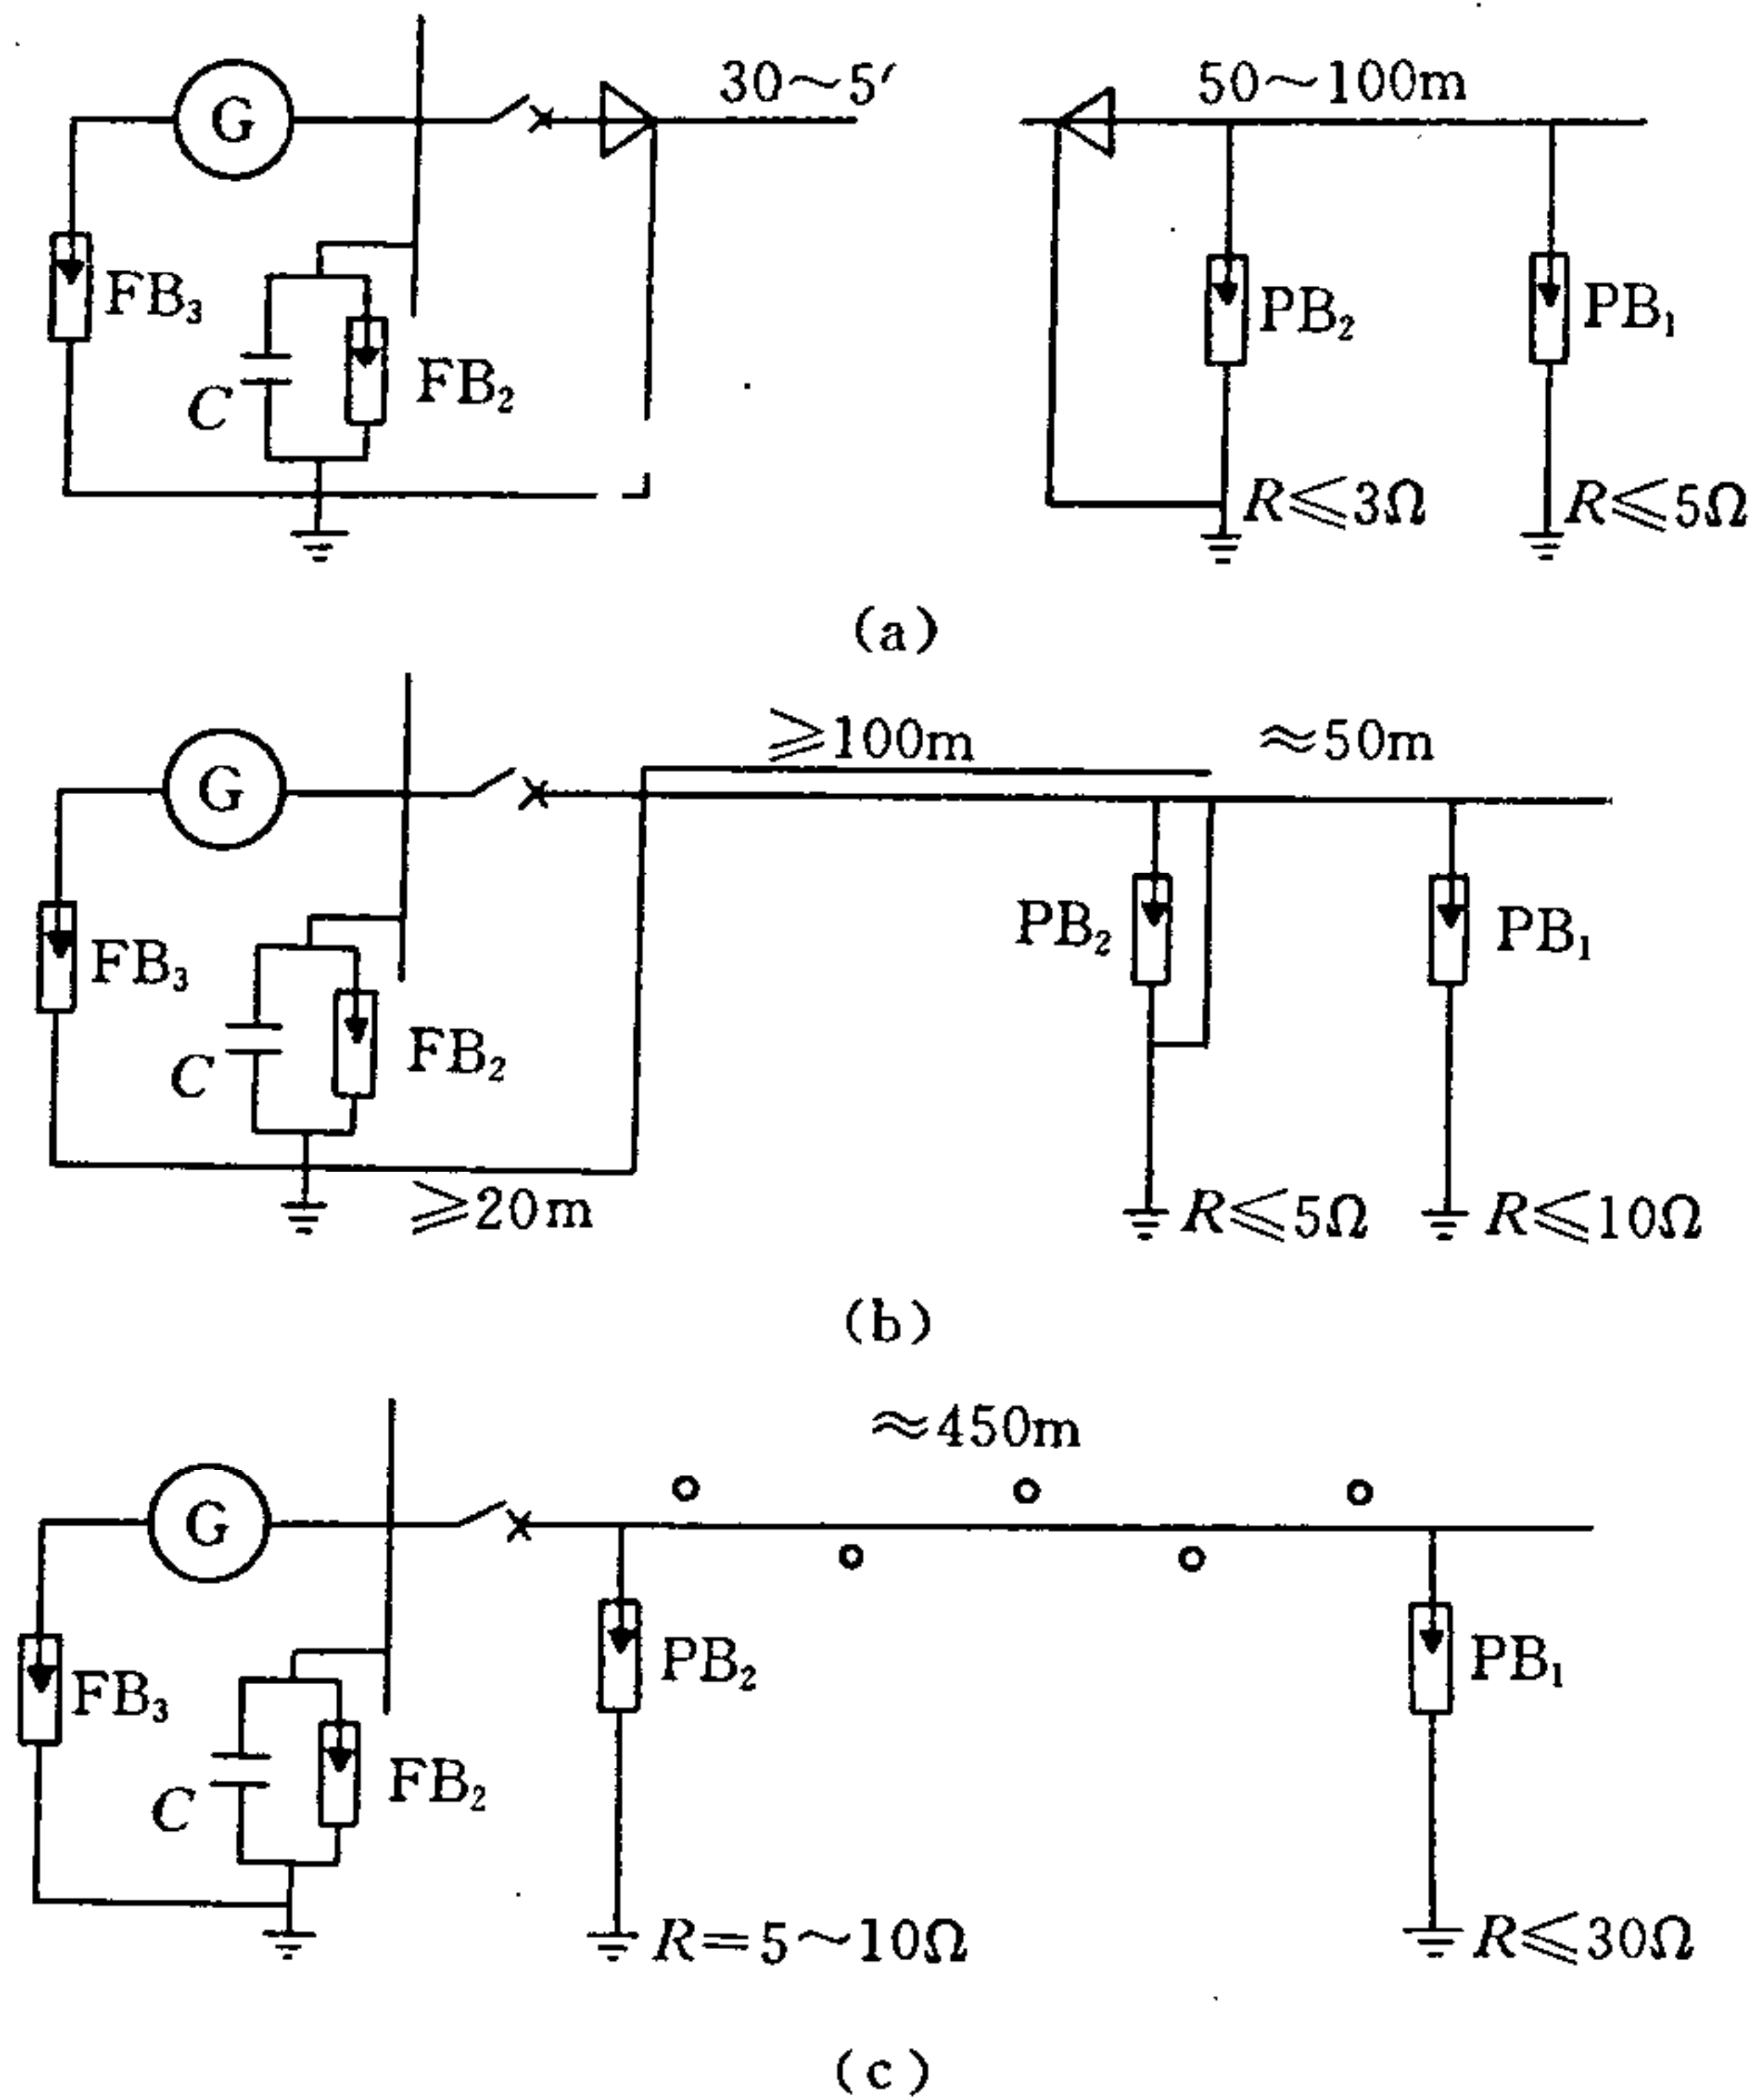 30～5′
50～100m
G
FB₃
C
FB₂
PB₂
PB₁
R⩽3Ω
R⩽5Ω
(a)
⩾100m
≈50m
G
FB₃
C
FB₂
PB₂
PB₁
⩾20m
R⩽5Ω
R⩽10Ω
(b)
≈450m
G
FB₃
C
FB₂
PB₂
PB₁
R=5～10Ω
R⩽30Ω
(c)